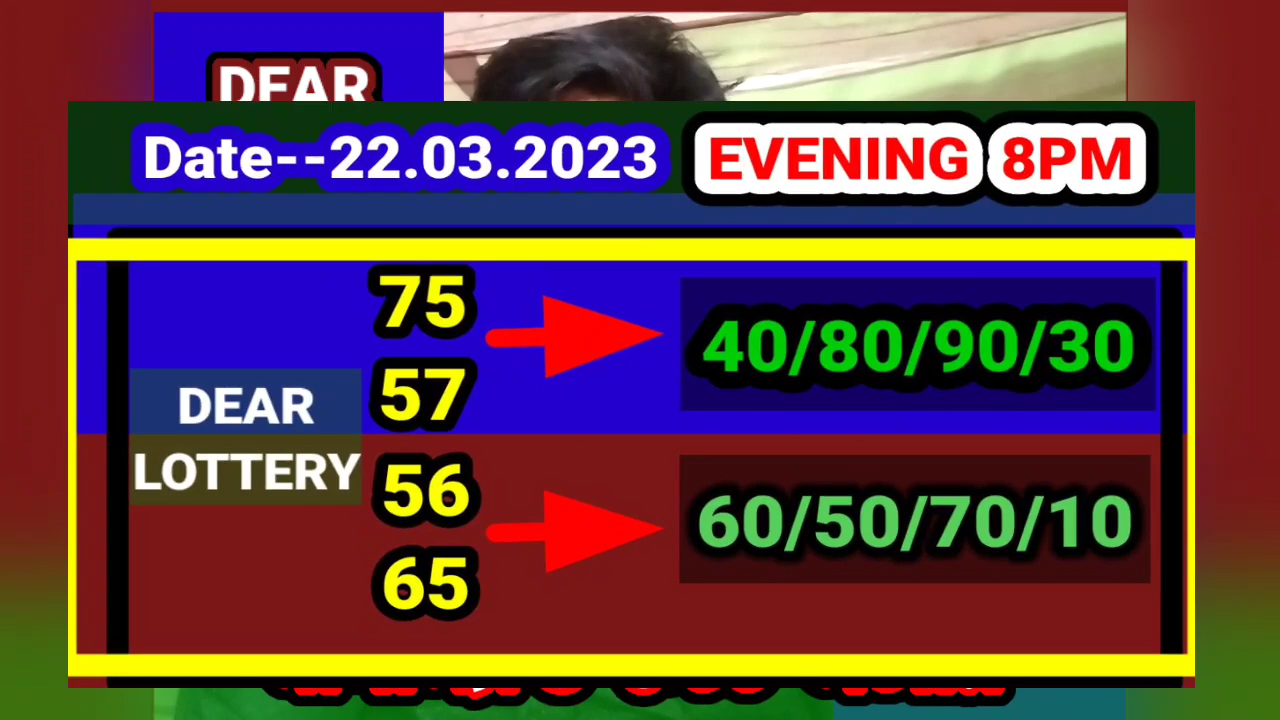 DEAR
Date--22.03.2023 EVENING 8PM
75
40/80/90/30
57
DEAR
LOTTERY
56
60/50/70/10
65